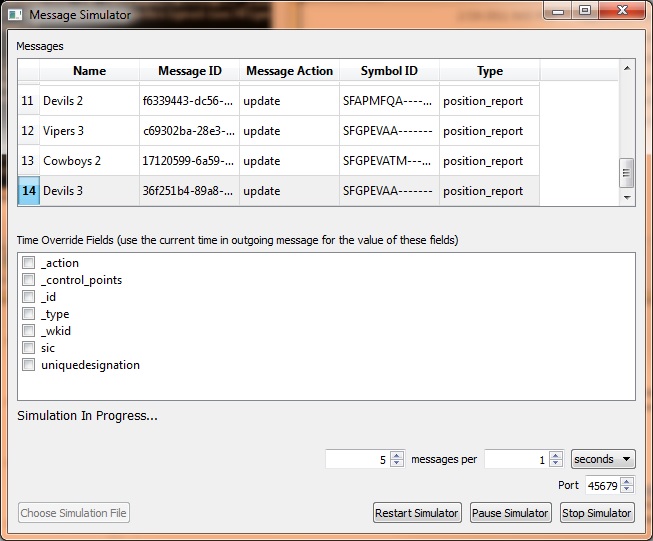 Message Simulator
Messages
Name Message ID Message Action Symbol ID Type
11 Devils 2 f6339443-dc56-... update SFAPMFQA----... position_report
12 Vipers 3 c69302ba-28e3-... update SFGPEVAA------- position_report
13 Cowboys 2 17120599-6a59-... update SFGPEVATM---... position_report
14 Devils 3 36f251b4-89a8-... update SFGPEVAA------- position_report
Time Override Fields (use the current time in outgoing message for the value of these fields)
_action
_control_points
_id
_type
_wkid
sic
uniquedesignation
Simulation In Progress...
5 messages per 1 seconds
Port 45679
Choose Simulation File Restart Simulator Pause Simulator Stop Simulator